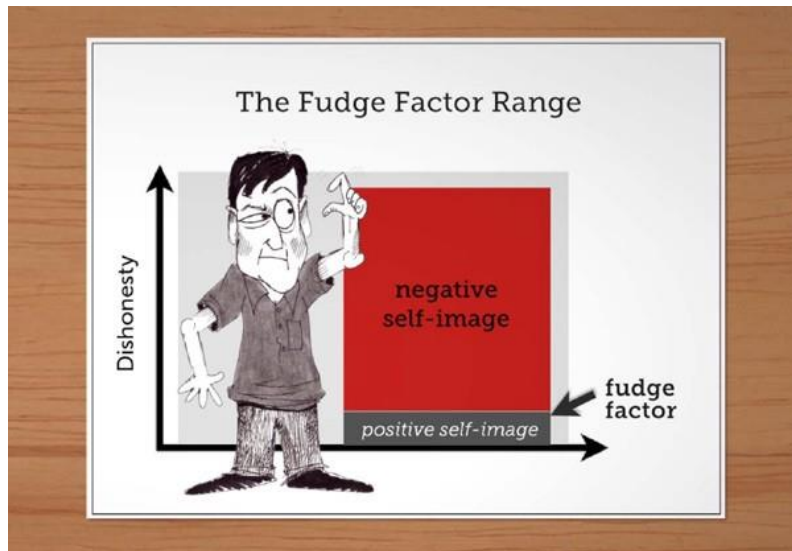 The Fudge Factor Range
Dishonesty
negative
self-image
fudge
factor
positive self-image